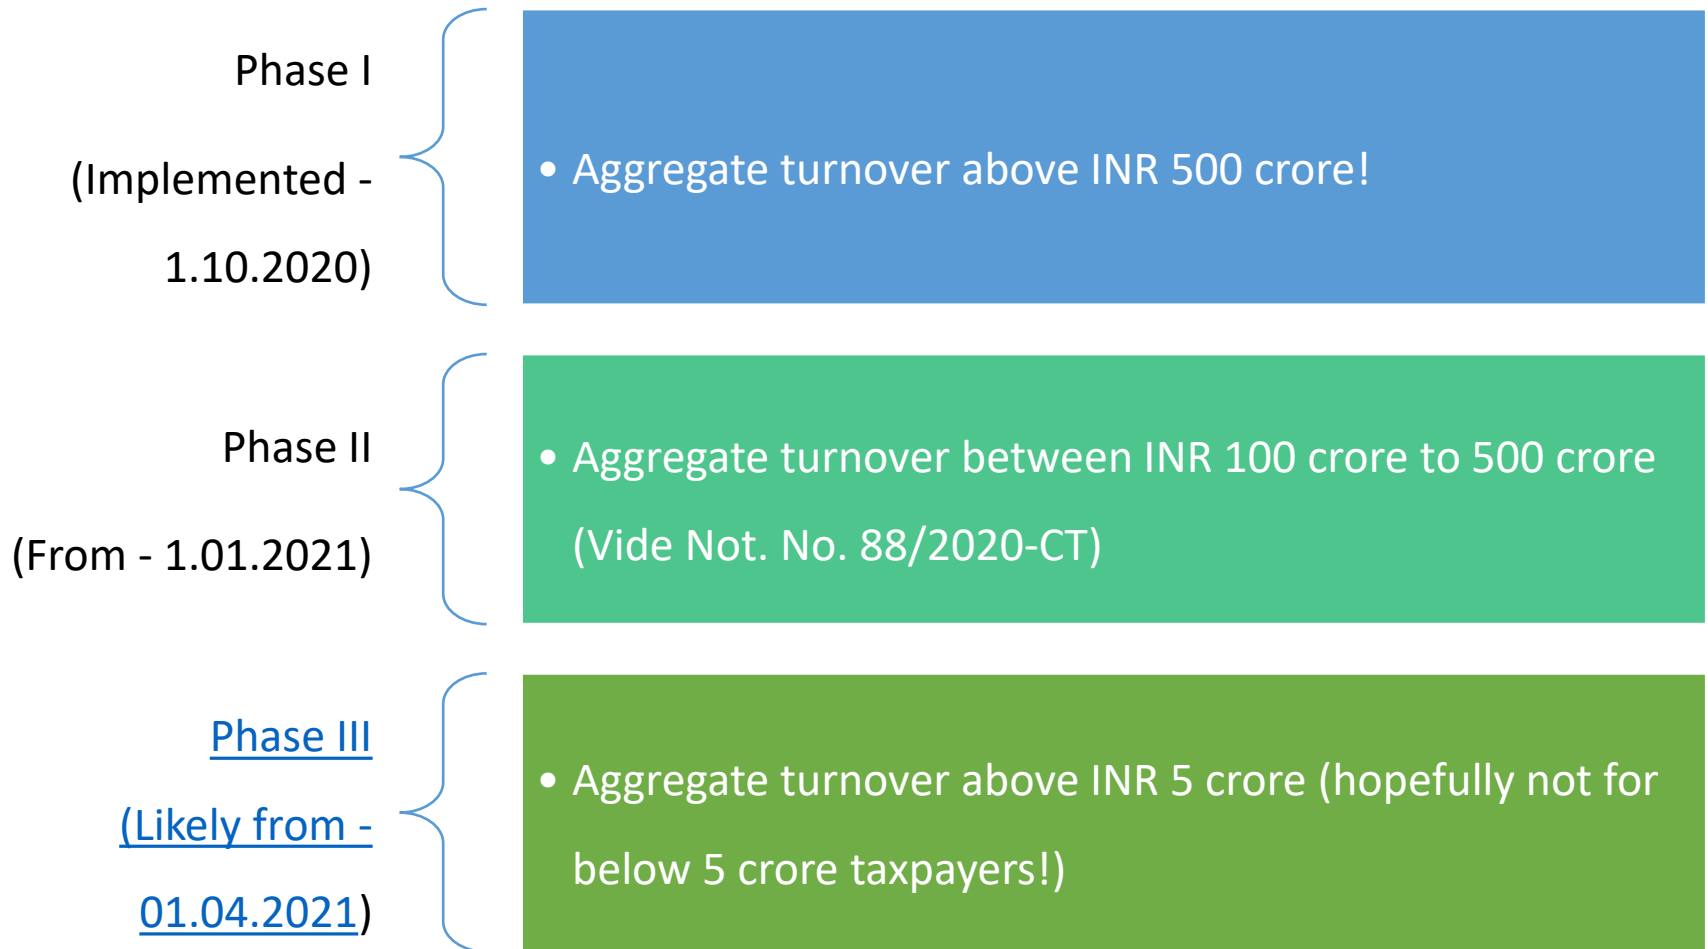 Phase I
(Implemented -
1.10.2020)
• Aggregate turnover above INR 500 crore!
Phase II
(From - 1.01.2021)
• Aggregate turnover between INR 100 crore to 500 crore
(Vide Not. No. 88/2020-CT)
Phase III
(Likely from -
01.04.2021)
• Aggregate turnover above INR 5 crore (hopefully not for
below 5 crore taxpayers!)